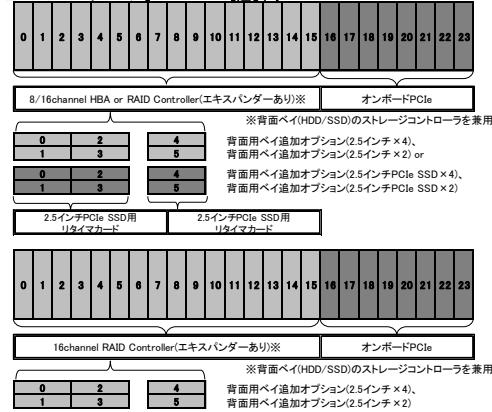 0 1 2 3 4 5 6 7 8 9 10 11 12 13 14 15 16 17 18 19 20 21 22 23
8/16channel HBA or RAID Controller(エキスパンダーあり)※ オンボードPCIe
※背面ベイ(HDD/SSD)のストレージコントローラを兼用
0 2 4 背面用ベイ追加オプション(2.5インチ×4)、
1 3 5 背面用ベイ追加オプション(2.5インチ×2) or
0 2 4 背面用ベイ追加オプション(2.5インチPCIe SSD×4)、
1 3 5 背面用ベイ追加オプション(2.5インチPCIe SSD×2)
2.5インチPCIe SSD用 2.5インチPCIe SSD用
リタイマカード リタイマカード
0 1 2 3 4 5 6 7 8 9 10 11 12 13 14 15 16 17 18 19 20 21 22 23
16channel RAID Controller(エキスパンダーあり)※ オンボードPCIe
※背面ベイ(HDD/SSD)のストレージコントローラを兼用
0 2 4 背面用ベイ追加オプション(2.5インチ×4)、
1 3 5 背面用ベイ追加オプション(2.5インチ×2)